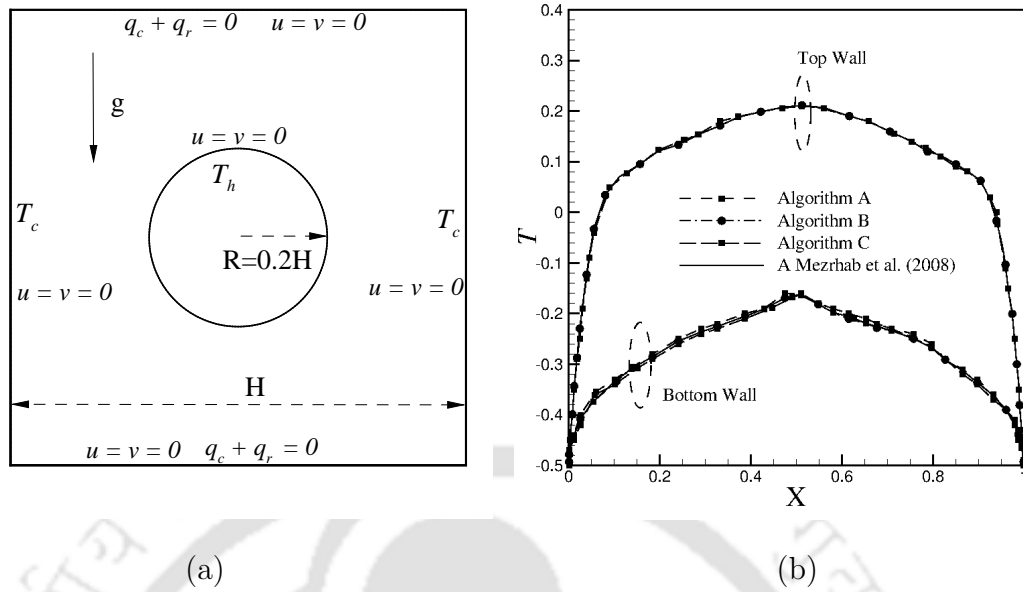 q_c + q_r = 0 u = v = 0
g
u = v = 0
T_h
T_c
T_c
R=0.2H
u = v = 0
u = v = 0
H
u = v = 0 q_c + q_r = 0
(a)
0.4
0.3
0.2
0.1
0
-0.1
-0.2
-0.3
-0.4
-0.5
T
Top Wall
Algorithm A
Algorithm B
Algorithm C
A Mezrhab et al. (2008)
Bottom Wall
0 0.2 0.4 0.6 0.8 1
X
(b)